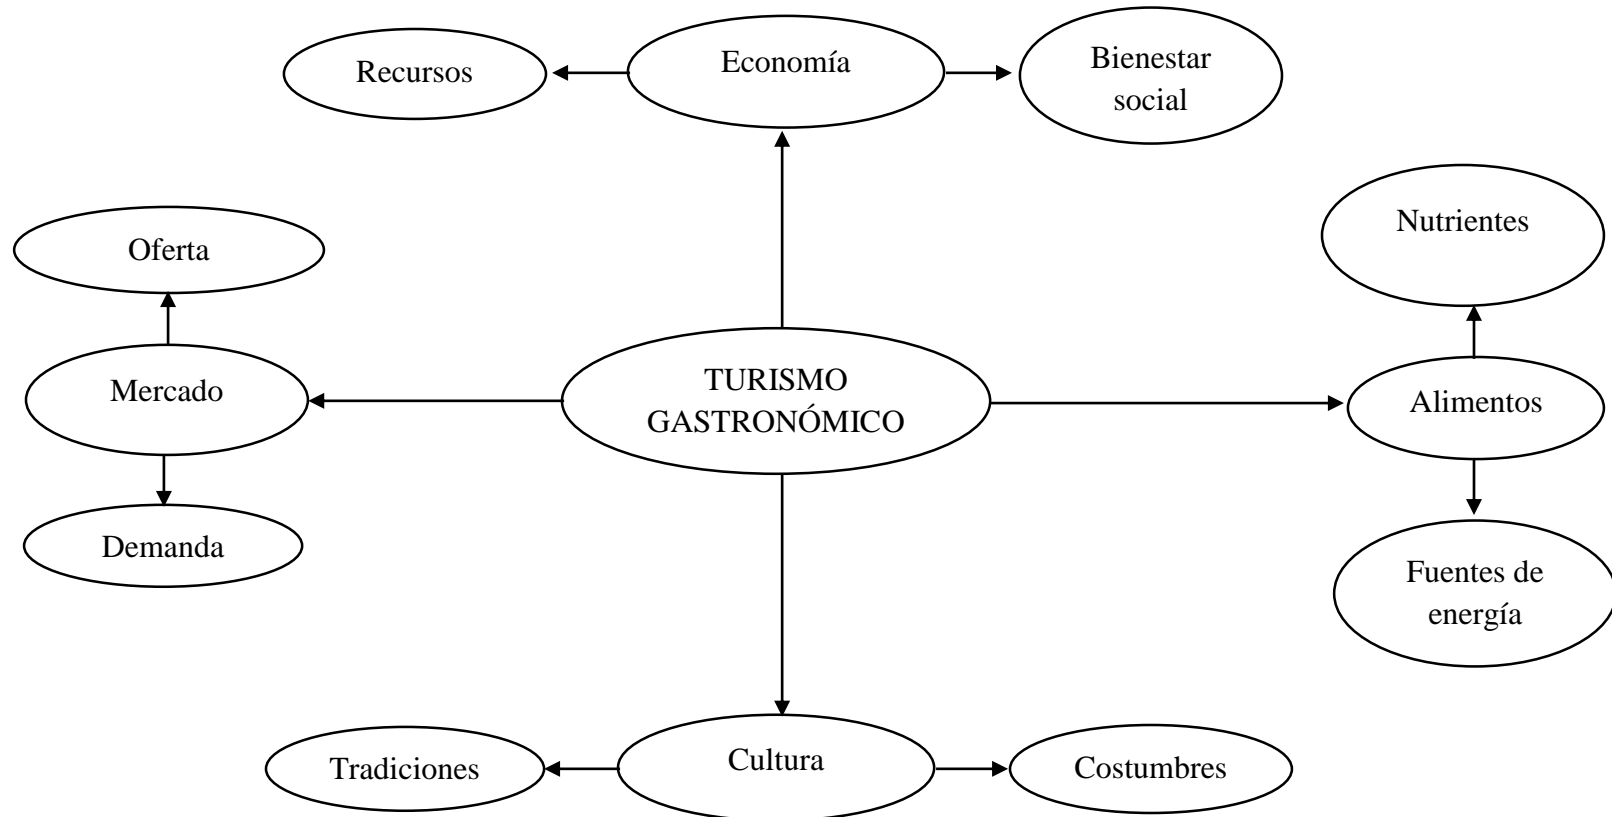 Recursos
Economía
Bienestar
social
Nutrientes
Oferta
TURISMO
GASTRONÓMICO
Mercado
Alimentos
Demanda
Fuentes de
energía
Tradiciones
Cultura
Costumbres